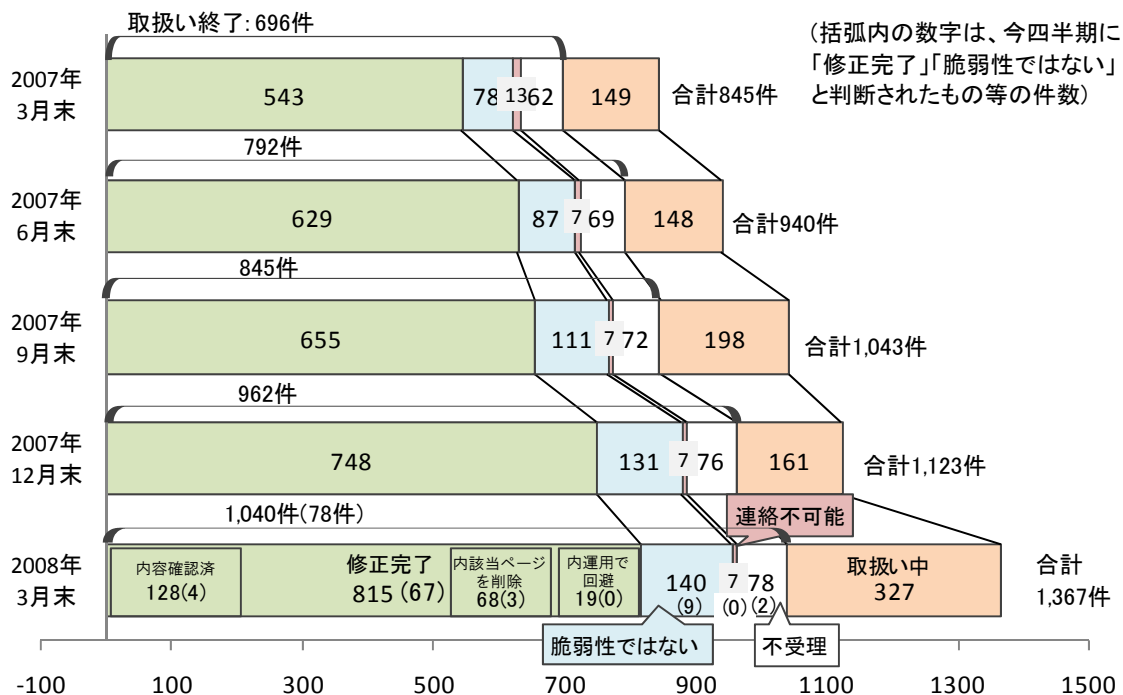 取扱い終了：696件
（括弧内の数字は、今四半期に
「修正完了」「脆弱性ではない」
と判断されたもの等の件数）
2007年
3月末
543
78
13
62
149
合計845件
792件
2007年
6月末
629
87
7
69
148
合計940件
845件
2007年
9月末
655
111
7
72
198
合計1,043件
962件
2007年
12月末
748
131
7
76
161
合計1,123件
1,040件(78件)
連絡不可能
2008年
3月末
内容確認済
128(4)
修正完了
815(67)
内該当ページ
を削除
68(3)
内運用で
回避
19(0)
140
(9)
7
(0)
78
(2)
取扱い中
327
合計
1,367件
脆弱性ではない
不受理
-100 100 300 500 700 900 1100 1300 1500